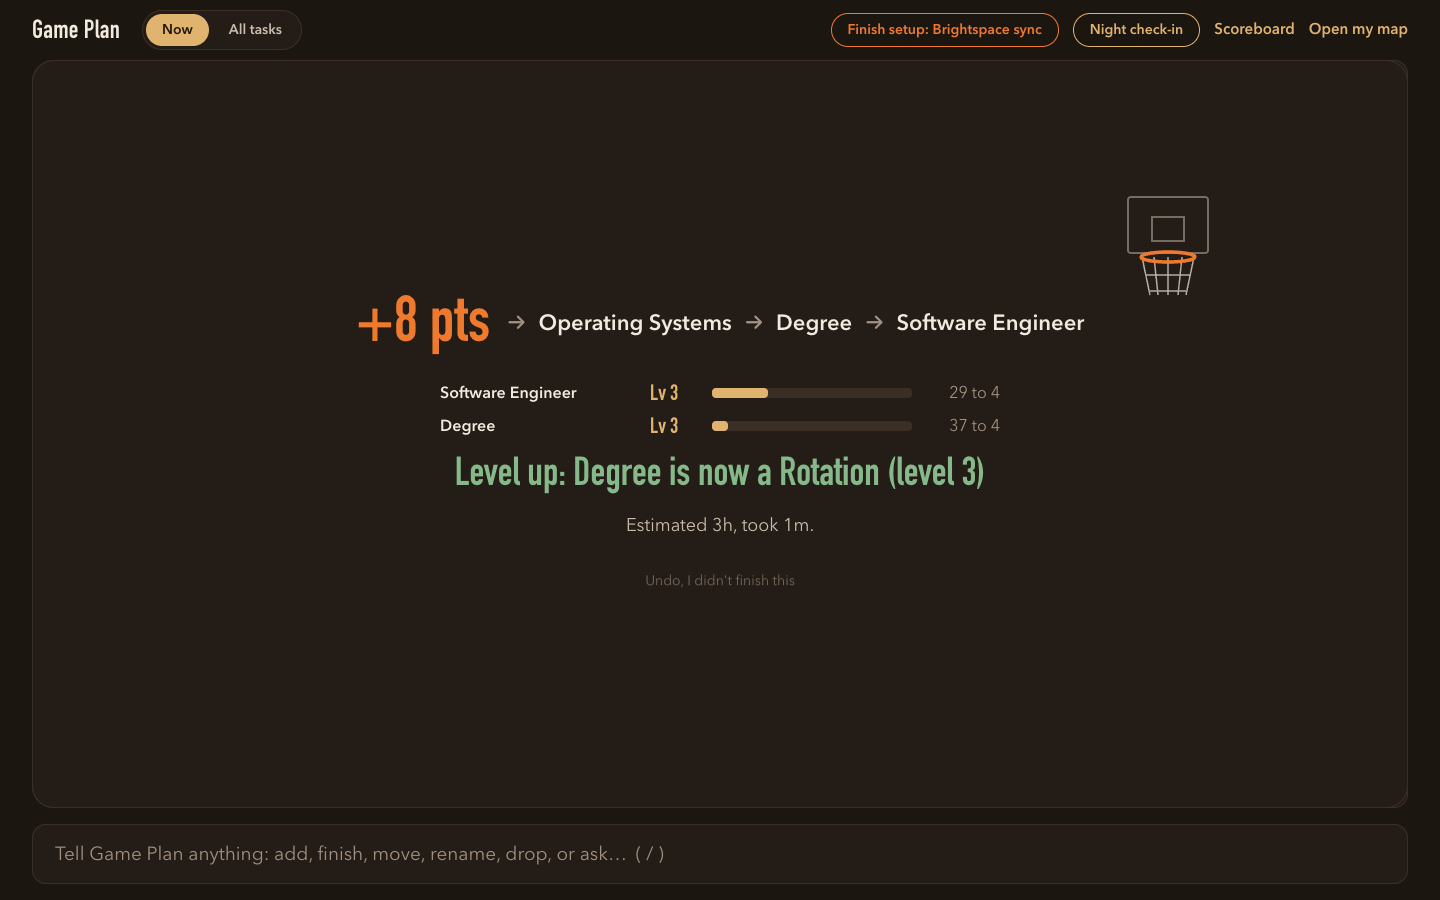 Game Plan
Now
All tasks
Finish setup: Brightspace sync
Night check-in
Scoreboard
Open my map
+8 pts → Operating Systems → Degree → Software Engineer
Software Engineer Lv 3 29 to 4
Degree Lv 3 37 to 4
Level up: Degree is now a Rotation (level 3)
Estimated 3h, took 1m.
Undo, I didn't finish this
Tell Game Plan anything: add, finish, move, rename, drop, or ask… ( / )